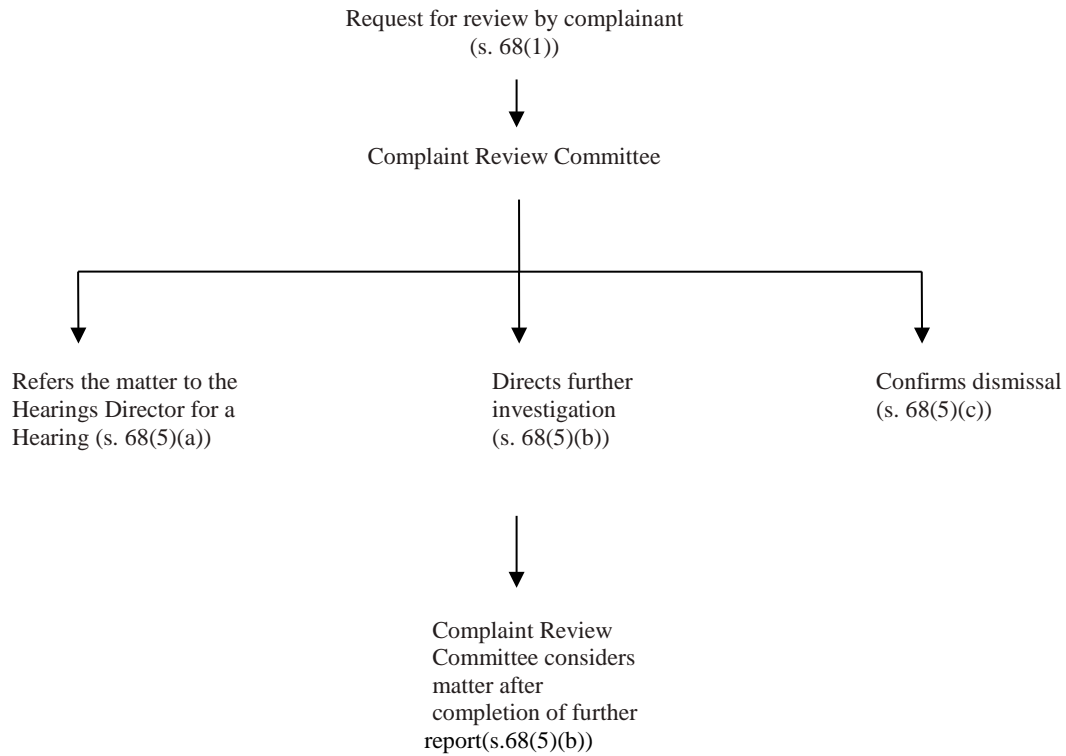 Request for review by complainant
(s. 68(1))
Complaint Review Committee
Refers the matter to the
Hearings Director for a
Hearing (s. 68(5)(a))
Directs further
investigation
(s. 68(5)(b))
Confirms dismissal
(s. 68(5)(c))
Complaint Review
Committee considers
matter after
completion of further
report(s.68(5)(b))